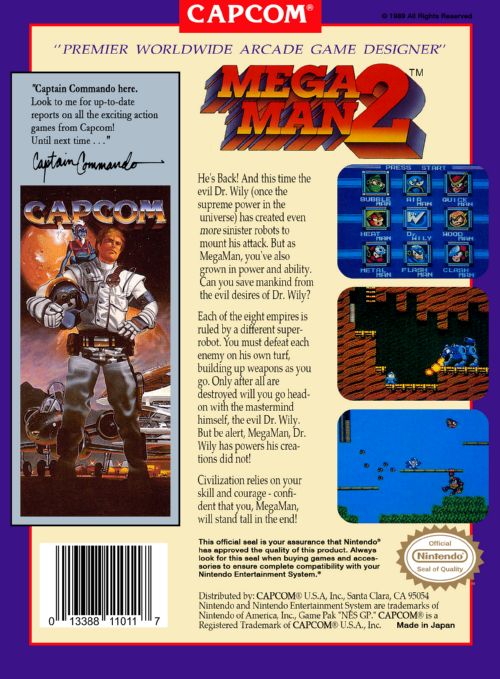 CAPCOM®
© 1989 All Rights Reserved
"PREMIER WORLDWIDE ARCADE GAME DESIGNER"
"Captain Commando here.
Look to me for up-to-date
reports on all the exciting action
games from Capcom!
Until next time . . ."
Captain Commando
CAPCOM
MEGA
MAN 2™
He's Back! And this time the
evil Dr. Wily (once the
supreme power in the
universe) has created even
more sinister robots to
mount his attack. But as
MegaMan, you've also
grown in power and ability.
Can you save mankind from
the evil desires of Dr. Wily?
Each of the eight empires is
ruled by a different super-
robot. You must defeat each
enemy on his own turf,
building up weapons as you
go. Only after all are
destroyed will you go head-
on with the mastermind
himself, the evil Dr. Wily.
But be alert, MegaMan, Dr.
Wily has powers his crea-
tions did not!
Civilization relies on your
skill and courage - confi-
dent that you, MegaMan,
will stand tall in the end!
PRESS START
BUBBLE MAN AIR MAN QUICK MAN
HEAT MAN DR. WILY WOOD MAN
METAL MAN FLASH MAN CLASH MAN
This official seal is your assurance that Nintendo®
has approved the quality of this product. Always
look for this seal when buying games and acces-
sories to ensure complete compatibility with your
Nintendo Entertainment System.®
Official
Nintendo®
Seal of Quality
Distributed by: CAPCOM® U.S.A, Inc., Santa Clara, CA 95054
Nintendo and Nintendo Entertainment System are trademarks of
Nintendo of America, Inc., Game Pak "NES GP." CAPCOM® is a
Registered Trademark of CAPCOM® U.S.A., Inc. Made in Japan
0 13388 11011 7